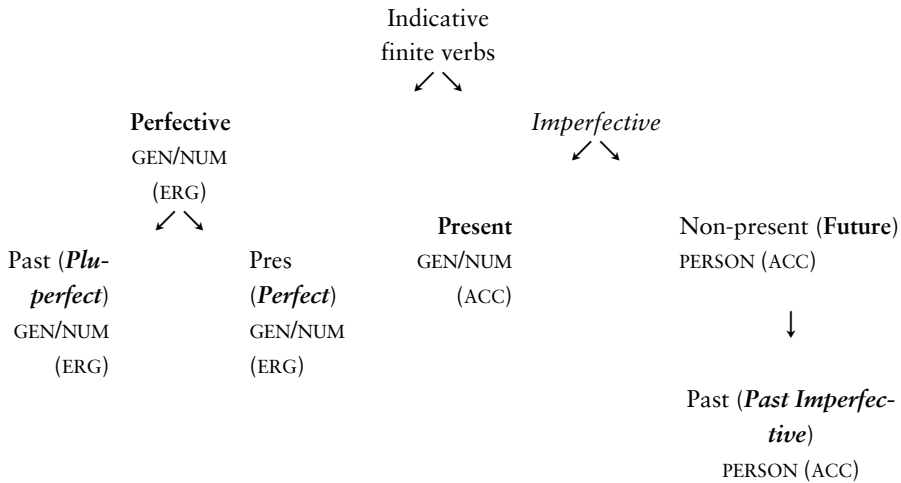 Indicative
finite verbs
Perfective
GEN/NUM
(ERG)
Imperfective
Past (Plu-
perfect)
GEN/NUM
(ERG)
Pres
(Perfect)
GEN/NUM
(ERG)
Present
GEN/NUM
(ACC)
Non-present (Future)
PERSON (ACC)
Past (Past Imperfec-
tive)
PERSON (ACC)